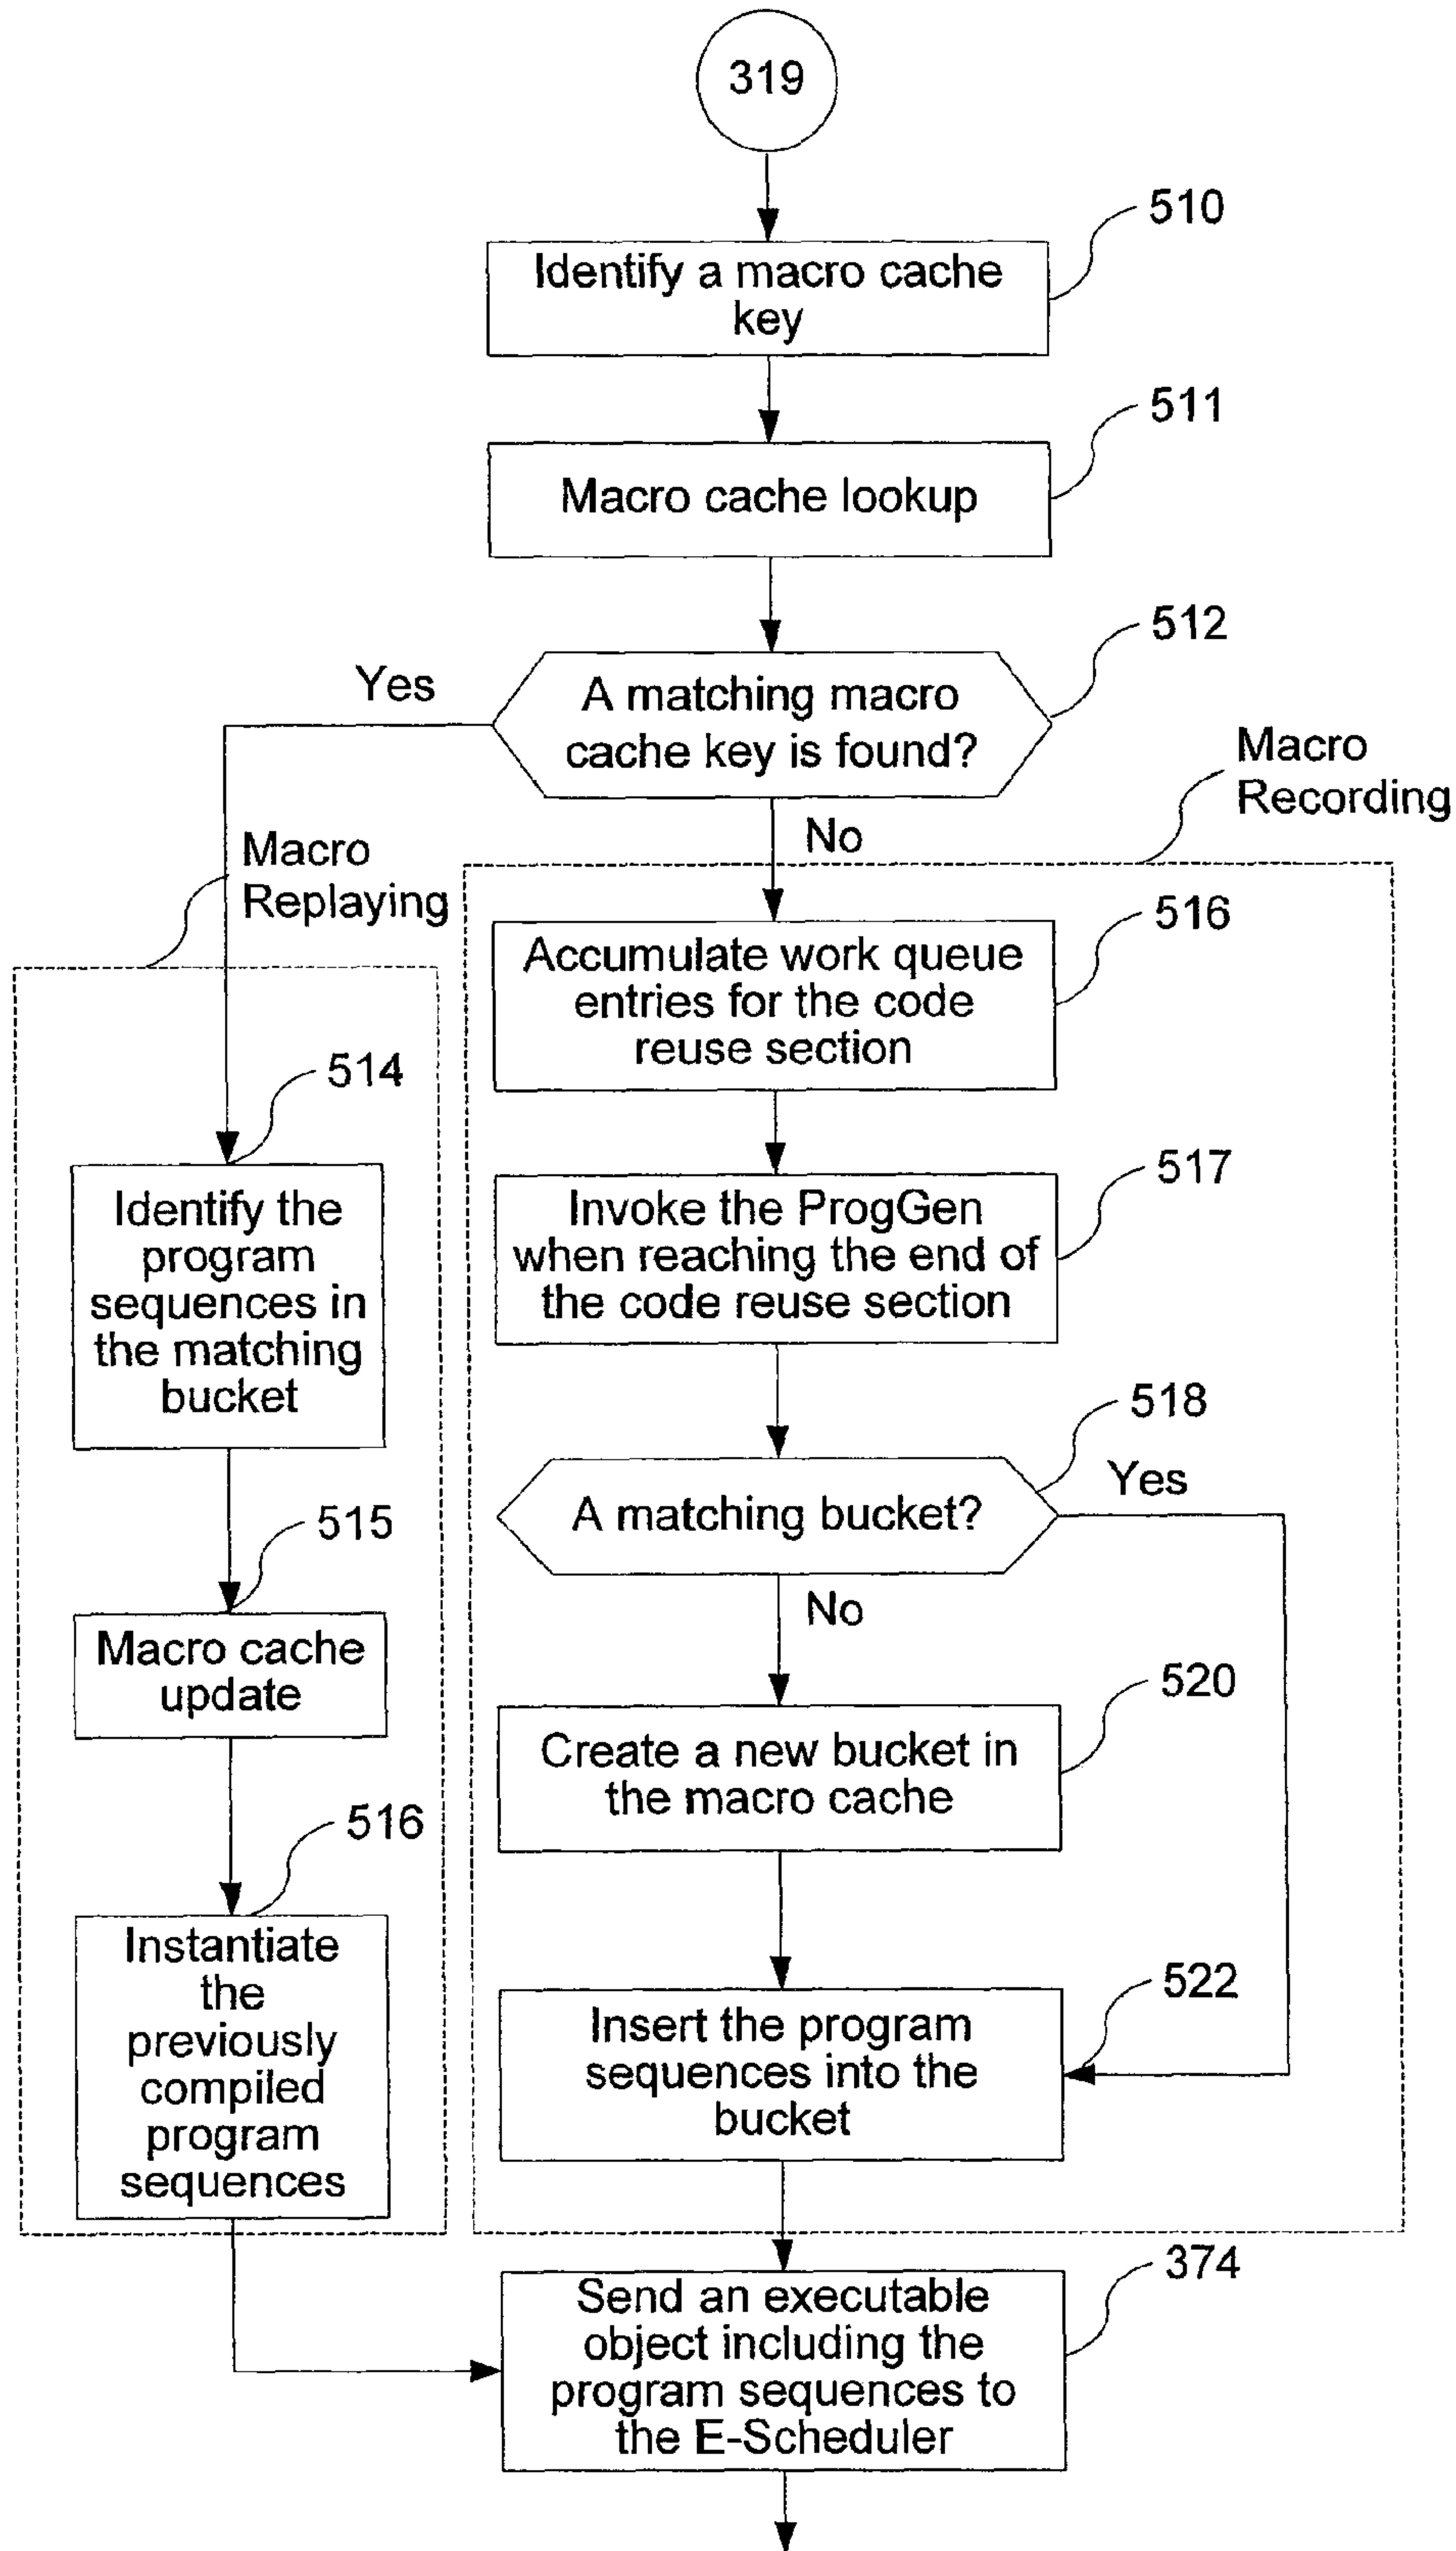 319
510
Identify a macro cache
key
511
Macro cache lookup
512
Yes
A matching macro
cache key is found?
Macro
Recording
No
Macro
Replaying
516
Accumulate work queue
entries for the code
reuse section
514
517
Identify the
program
sequences in
the matching
bucket
Invoke the ProgGen
when reaching the end of
the code reuse section
518
Yes
A matching bucket?
515
No
Macro cache
update
520
Create a new bucket in
the macro cache
516
Instantiate
the
previously
compiled
program
sequences
522
Insert the program
sequences into the
bucket
374
Send an executable
object including the
program sequences to
the E-Scheduler